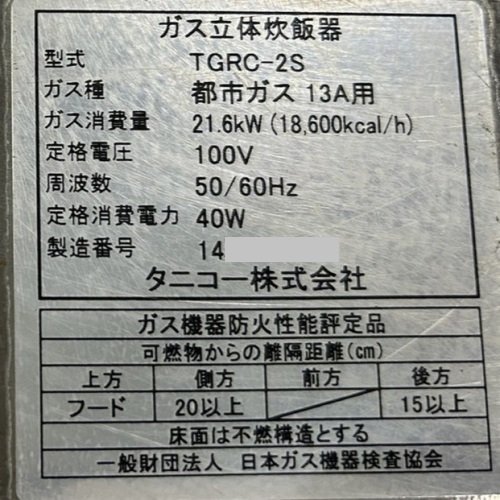 ガス立体炊飯器
型式 TGRC-2S
ガス種 都市ガス 13A用
ガス消費量 21.6kW (18,600kcal/h)
定格電圧 100V
周波数 50/60Hz
定格消費電力 40W
製造番号 14
タニコー株式会社
ガス機器防火性能評定品
可燃物からの離隔距離(cm)
上方 側方 前方 後方
フード 20以上 15以上
床面は不燃構造とする
一般財団法人 日本ガス機器検査協会